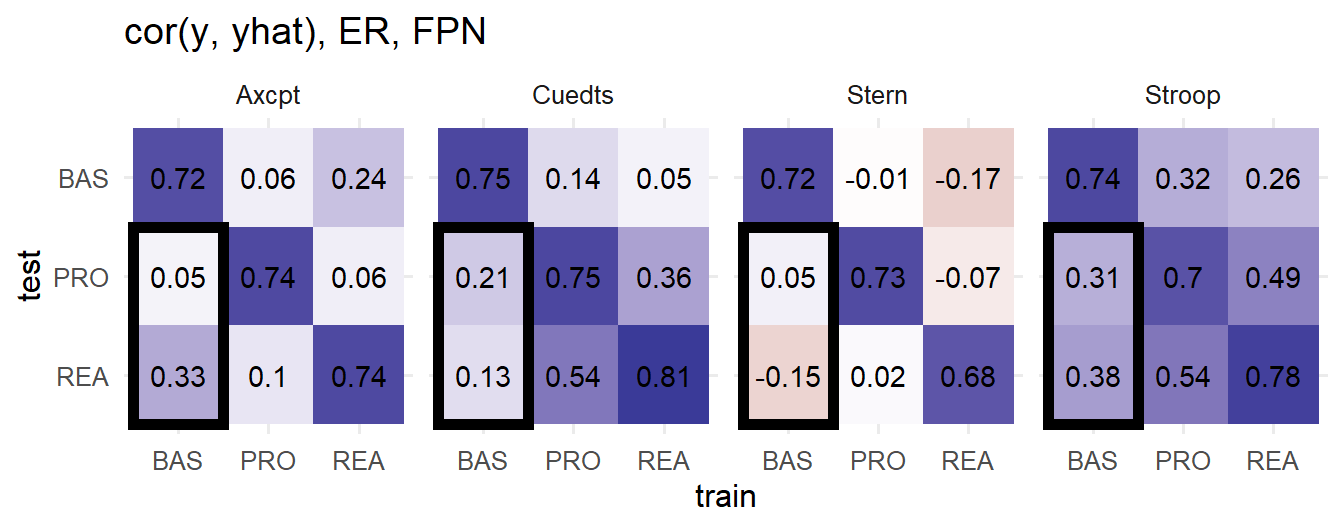 cor(y, yhat), ER, FPN
Axcpt Cuedts Stern Stroop
BAS 0.72 0.06 0.24 0.75 0.14 0.05 0.72 -0.01 -0.17 0.74 0.32 0.26
test
PRO 0.05 0.74 0.06 0.21 0.75 0.36 0.05 0.73 -0.07 0.31 0.7 0.49
REA 0.33 0.1 0.74 0.13 0.54 0.81 -0.15 0.02 0.68 0.38 0.54 0.78
BAS PRO REA BAS PRO REA BAS PRO REA BAS PRO REA
train